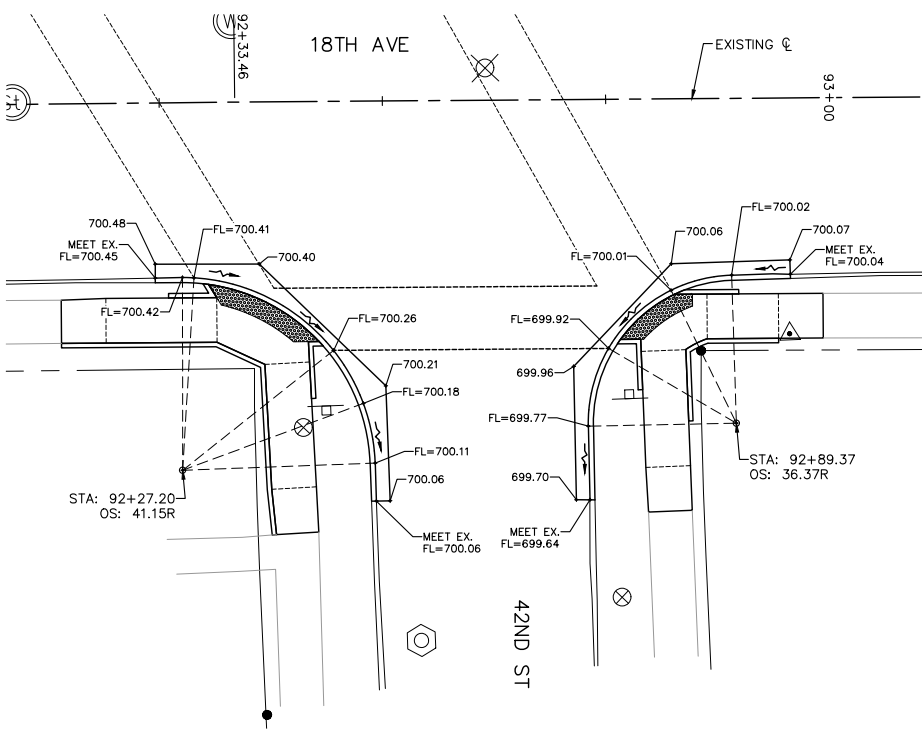 92+33.46
W
18TH AVE
EXISTING ℄
93+00
St
700.48
FL=700.41
MEET EX.
FL=700.45
700.40
FL=700.42
FL=700.26
700.21
FL=700.18
FL=700.11
700.06
STA: 92+27.20
OS: 41.15R
MEET EX.
FL=700.06
FL=700.02
700.06
700.07
FL=700.01
MEET EX.
FL=700.04
FL=699.92
699.96
FL=699.77
STA: 92+89.37
OS: 36.37R
699.70
MEET EX.
FL=699.64
42ND ST